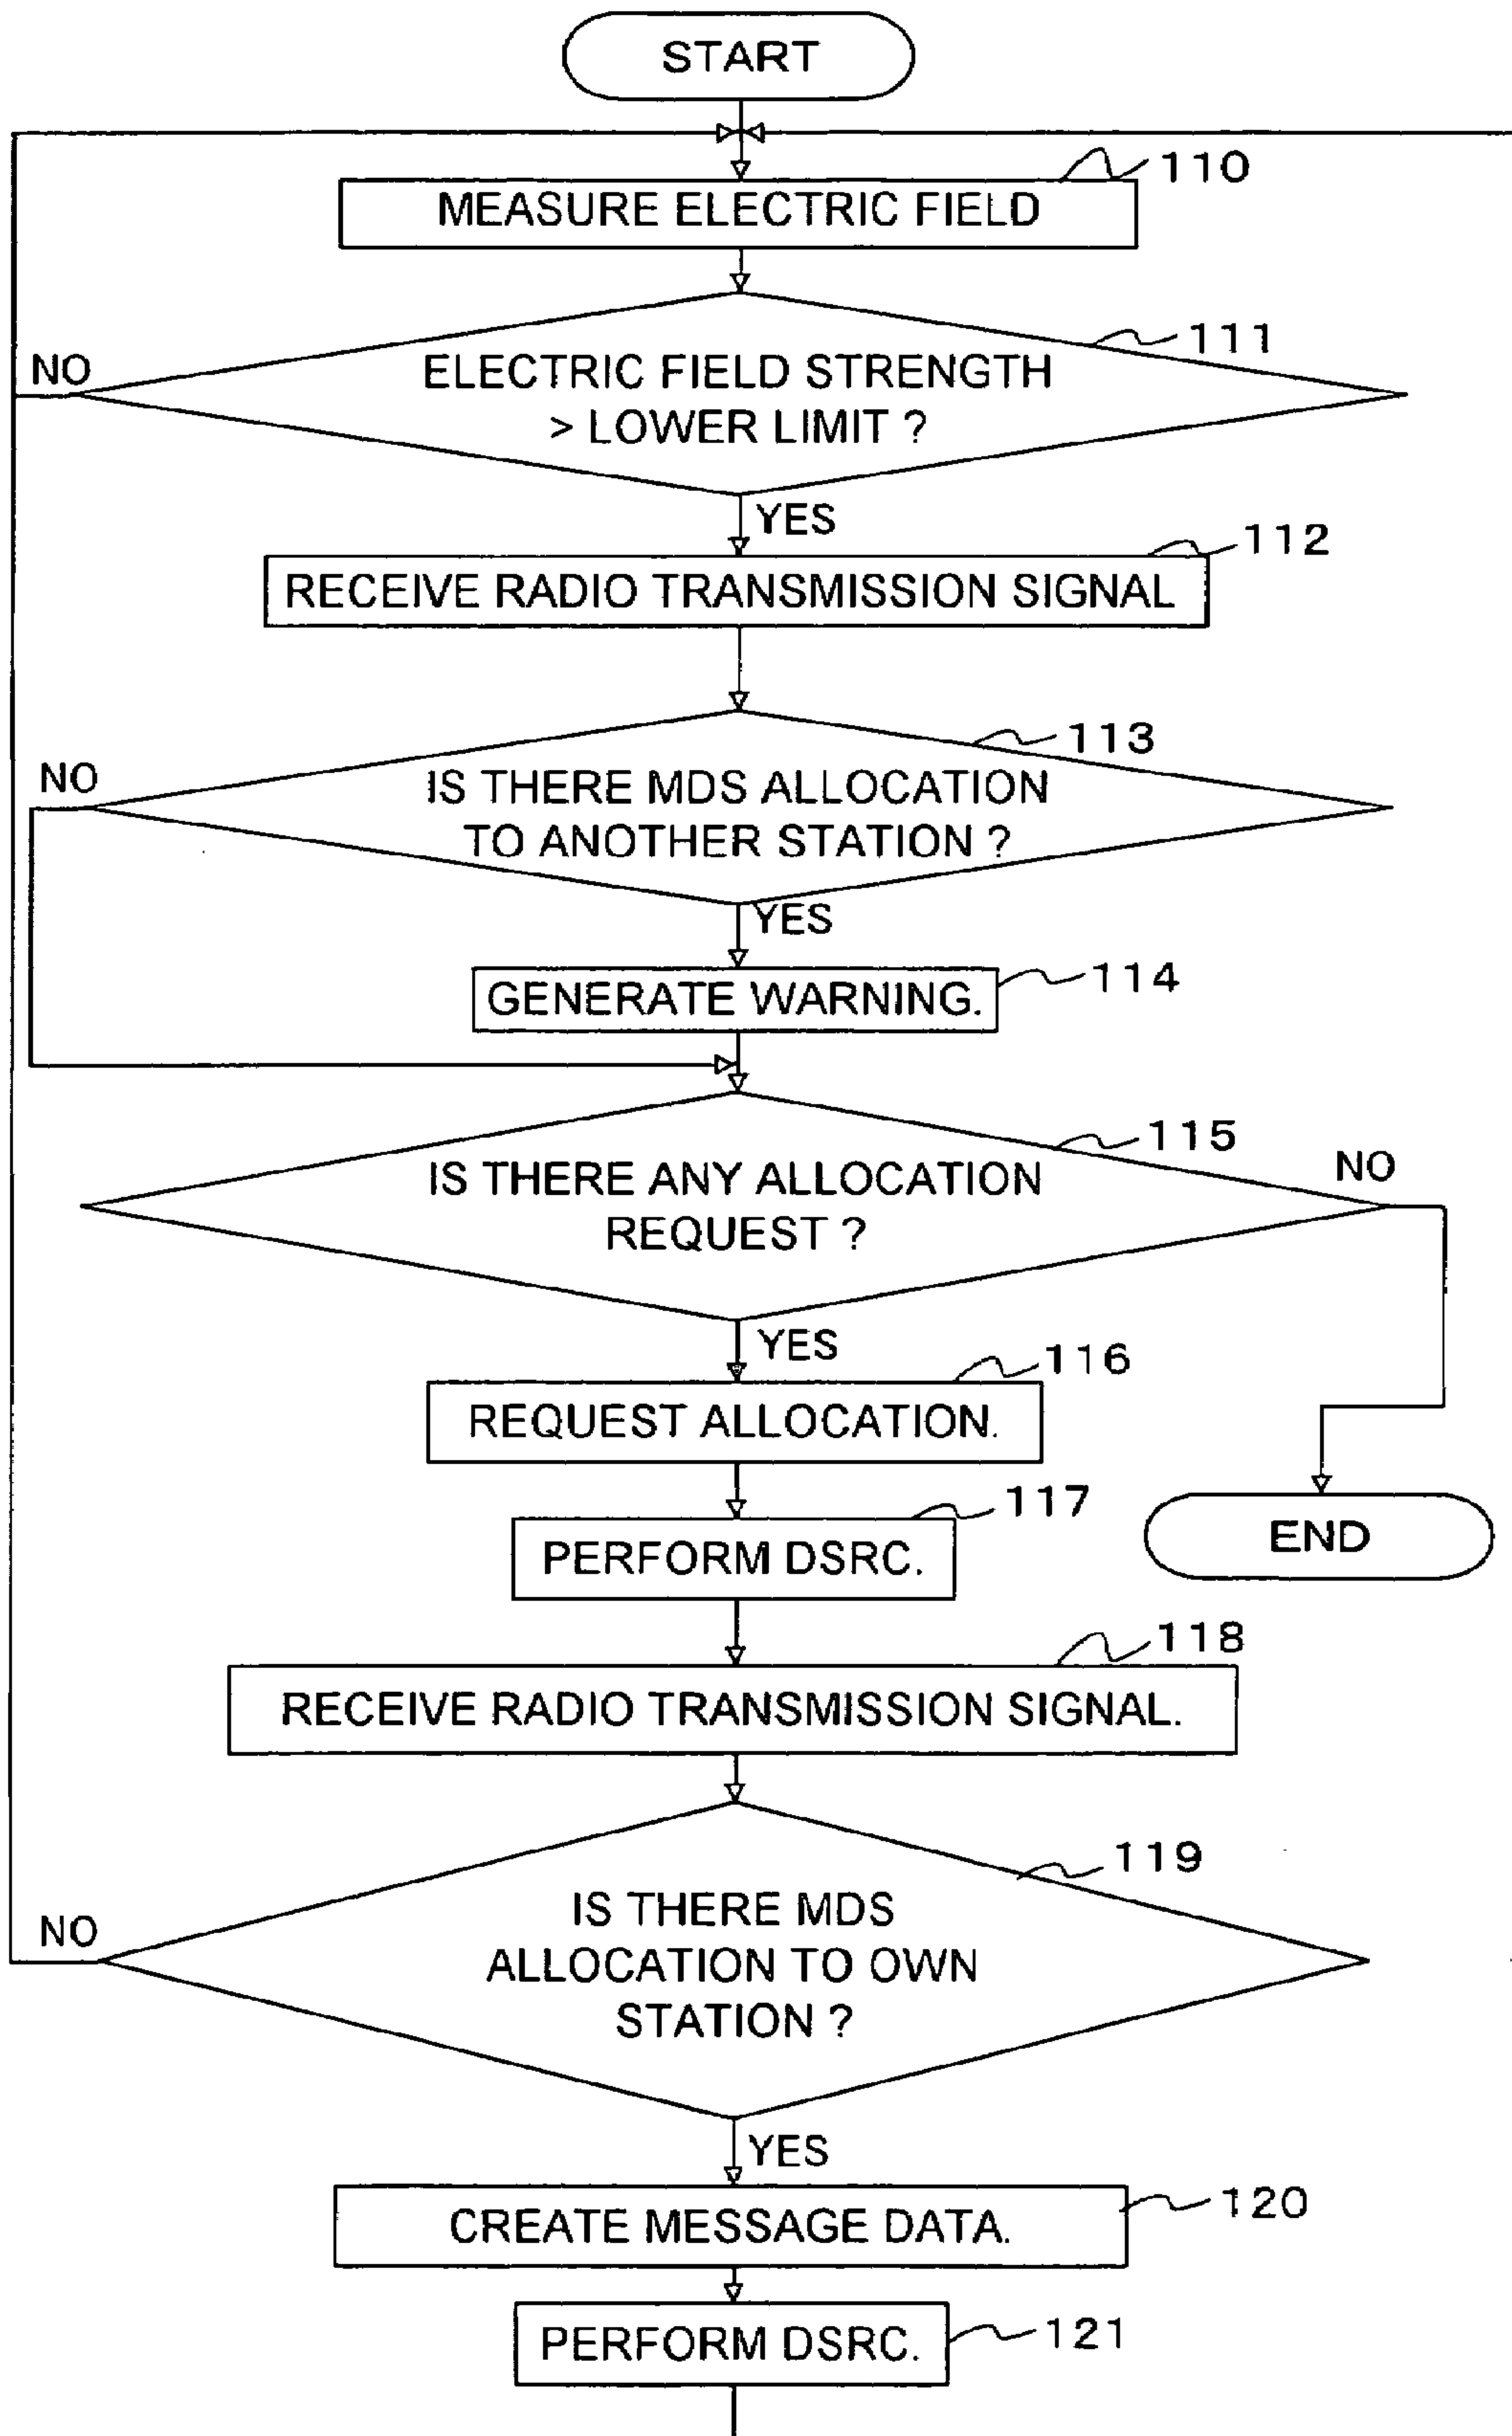 START
110
MEASURE ELECTRIC FIELD
111
NO
ELECTRIC FIELD STRENGTH
> LOWER LIMIT ?
YES
112
RECEIVE RADIO TRANSMISSION SIGNAL
113
NO
IS THERE MDS ALLOCATION
TO ANOTHER STATION ?
YES
114
GENERATE WARNING.
115
NO
IS THERE ANY ALLOCATION
REQUEST ?
YES
116
REQUEST ALLOCATION.
117
PERFORM DSRC.
END
118
RECEIVE RADIO TRANSMISSION SIGNAL.
119
NO
IS THERE MDS
ALLOCATION TO OWN
STATION ?
YES
120
CREATE MESSAGE DATA.
121
PERFORM DSRC.